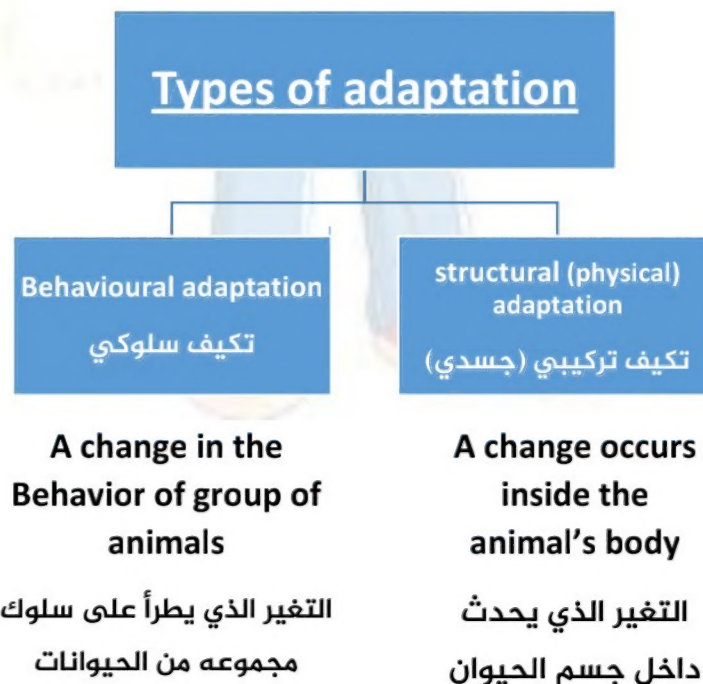 Types of adaptation
Behavioural adaptation
تكيف سلوكي
structural (physical)
adaptation
تكيف تركيبي (جسدي)
A change in the
Behavior of group of
animals
التغير الذي يطرأ على سلوك
مجموعه من الحيوانات
A change occurs
inside the
animal’s body
التغير الذي يحدث
داخل جسم الحيوان